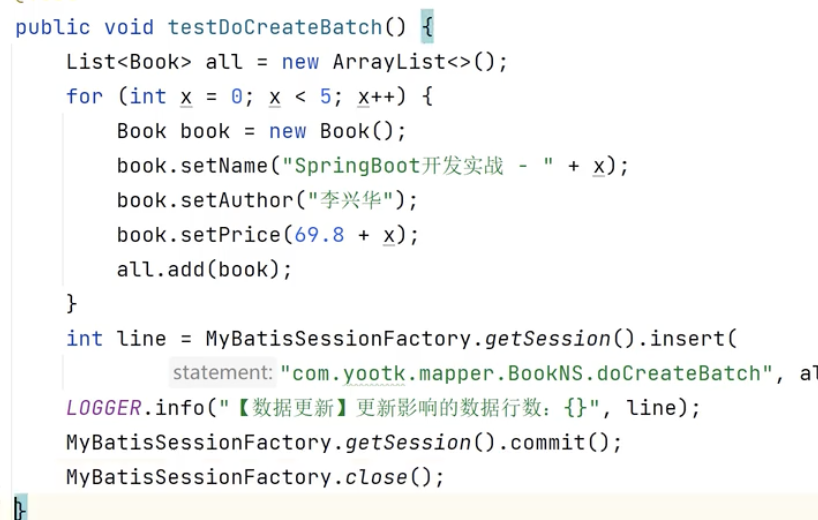 public void testDoCreateBatch() {
    List<Book> all = new ArrayList<>();
    for (int x = 0; x < 5; x++) {
        Book book = new Book();
        book.setName("SpringBoot开发实战 - " + x);
        book.setAuthor("李兴华");
        book.setPrice(69.8 + x);
        all.add(book);
    }
    int line = MyBatisSessionFactory.getSession().insert(
            statement: "com.yootk.mapper.BookNS.doCreateBatch", al
    LOGGER.info("【数据更新】更新影响的数据行数：{}", line);
    MyBatisSessionFactory.getSession().commit();
    MyBatisSessionFactory.close();
}